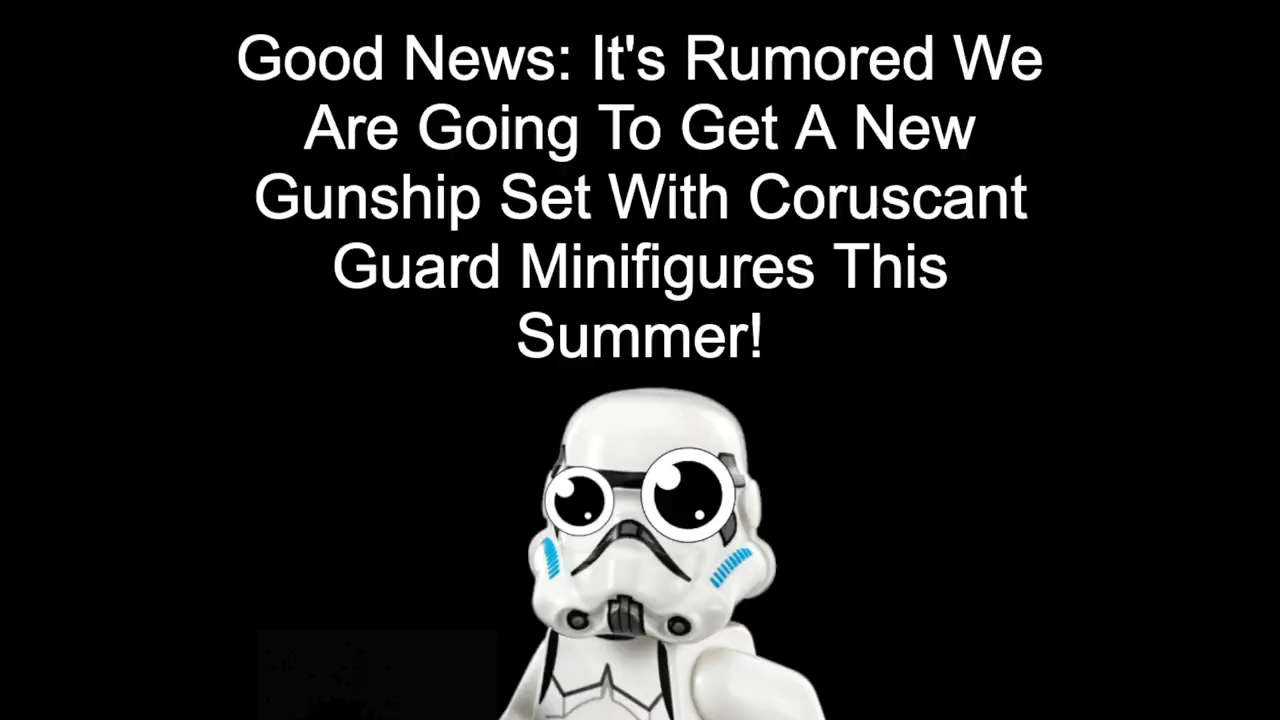 Good News: It's Rumored We
Are Going To Get A New
Gunship Set With Coruscant
Guard Minifigures This
Summer!